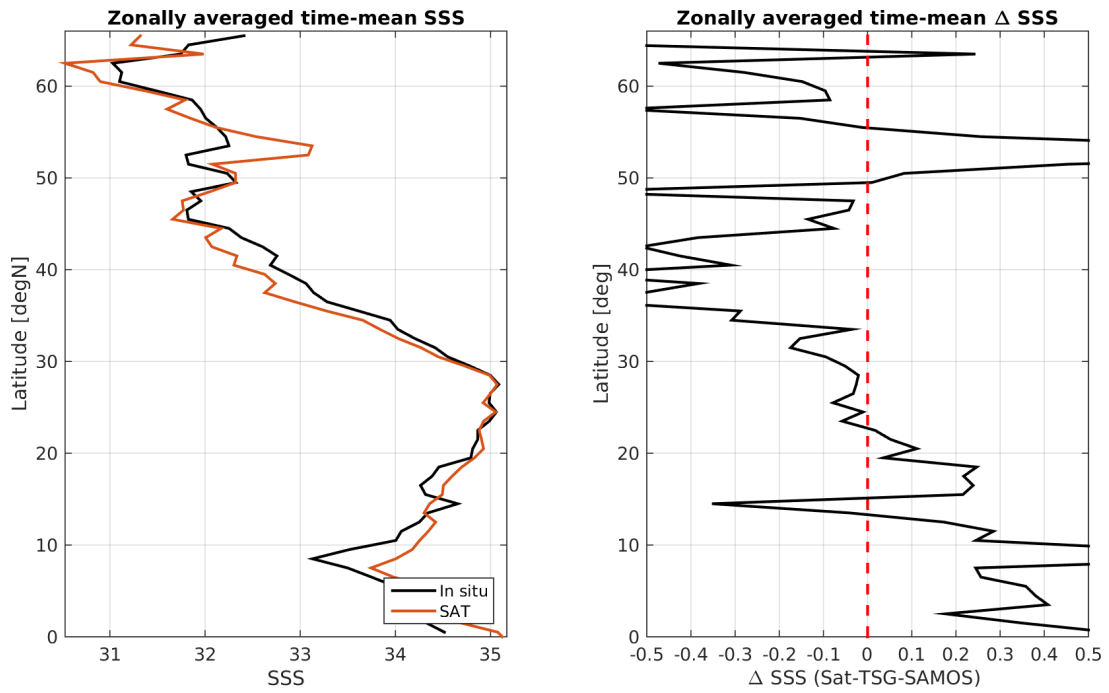 Zonally averaged time-mean SSS
Latitude [degN]
60
50
40
30
20
10
0
31 32 33 34 35
SSS
In situ
SAT
Zonally averaged time-mean Δ SSS
Latitude [deg]
60
50
40
30
20
10
0
-0.5 -0.4 -0.3 -0.2 -0.1 0 0.1 0.2 0.3 0.4 0.5
Δ SSS (Sat-TSG-SAMOS)